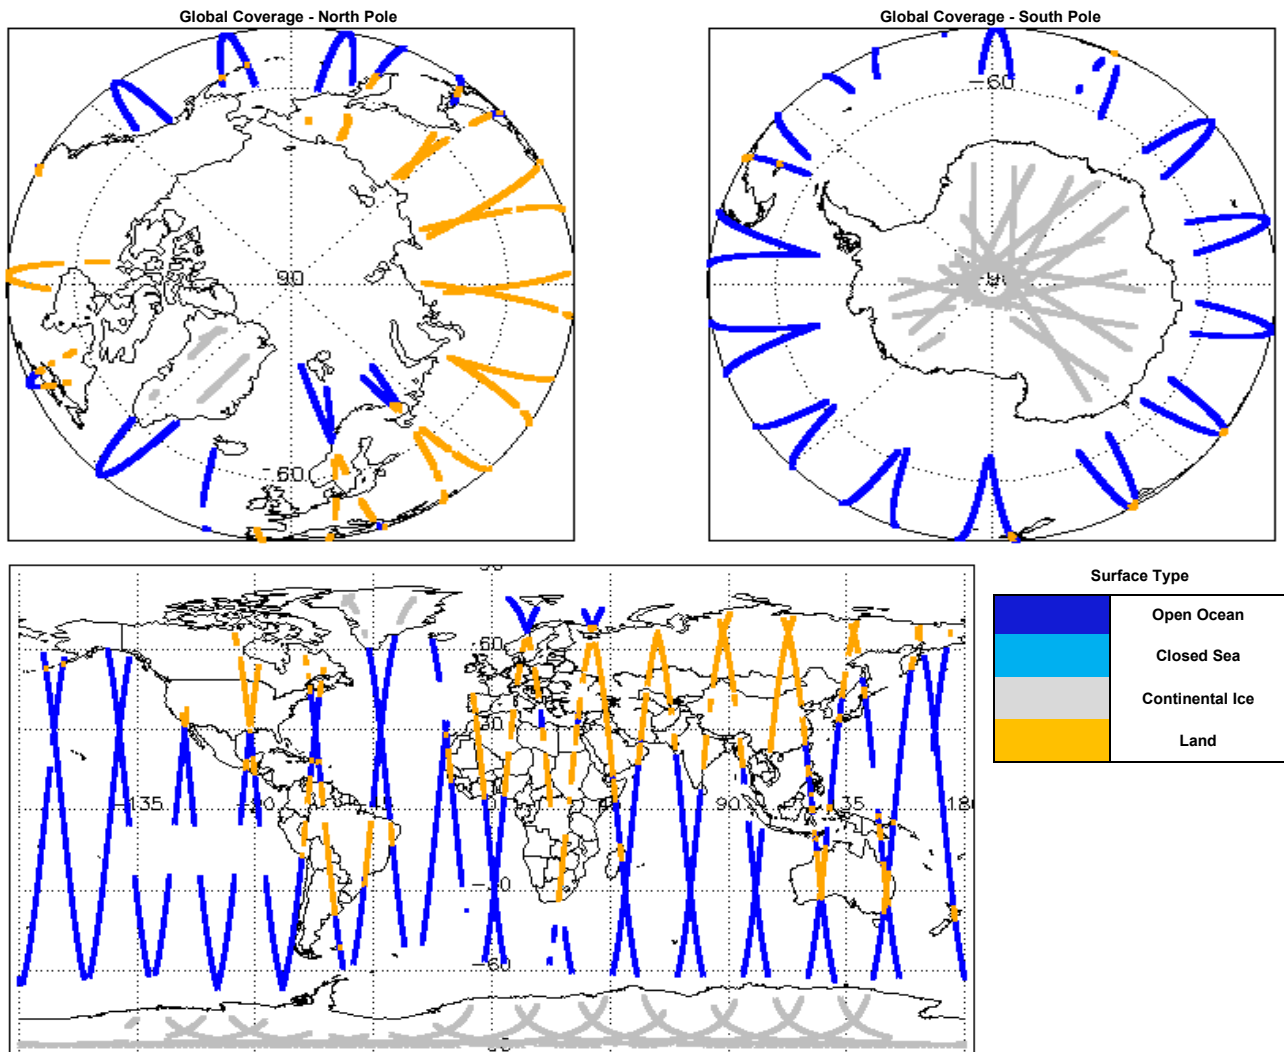 Global Coverage - North Pole
Global Coverage - South Pole
90
-60
-60
60
30
-135
-90
90
135
180
-30
-60
Surface Type
Open Ocean
Closed Sea
Continental Ice
Land